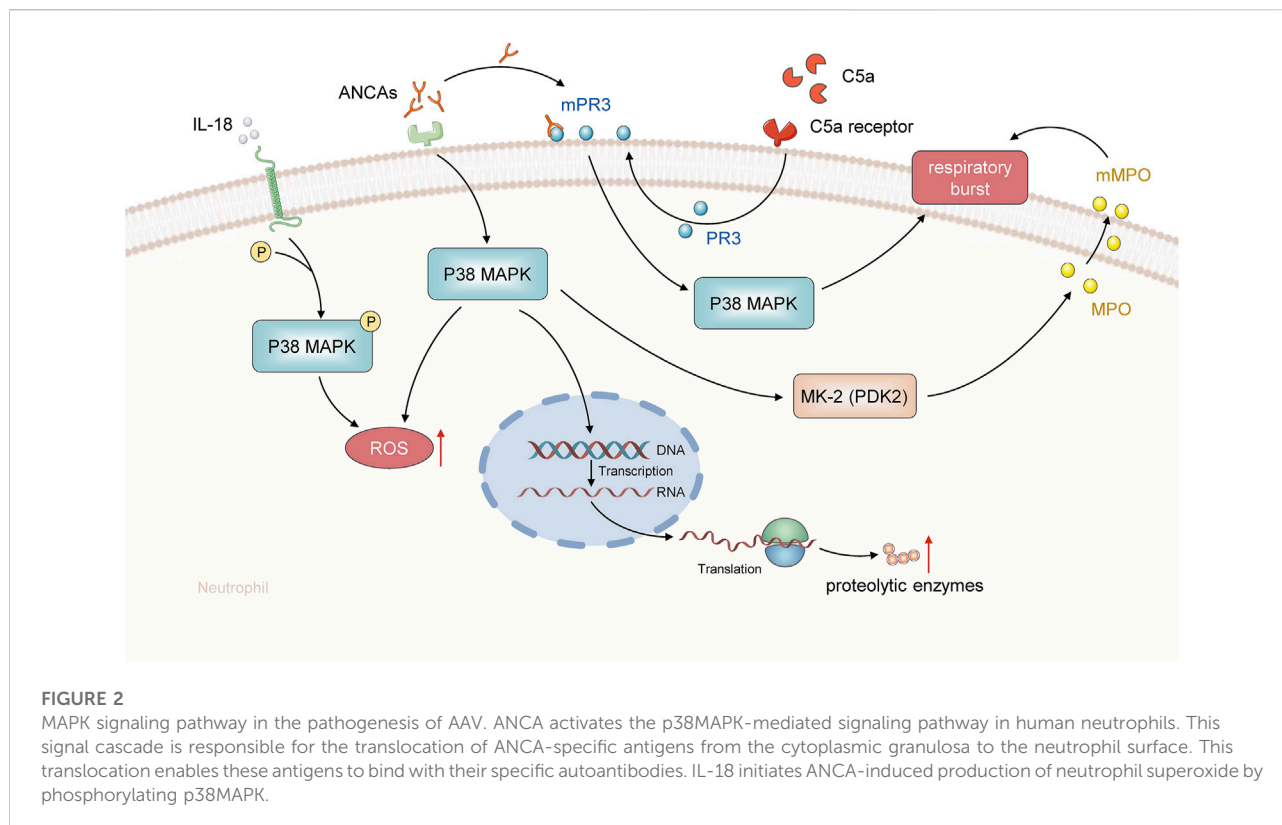 IL-18
ANCAs
mPR3
C5a
C5a receptor
respiratory
burst
mMPO
PR3
MPO
P
P38 MAPK
P38 MAPK
P
P38 MAPK
MK-2 (PDK2)
ROS
DNA
Transcription
RNA
Translation
proteolytic enzymes
Neutrophil
FIGURE 2
MAPK signaling pathway in the pathogenesis of AAV. ANCA activates the p38MAPK-mediated signaling pathway in human neutrophils. This
signal cascade is responsible for the translocation of ANCA-specific antigens from the cytoplasmic granulosa to the neutrophil surface. This
translocation enables these antigens to bind with their specific autoantibodies. IL-18 initiates ANCA-induced production of neutrophil superoxide by
phosphorylating p38MAPK.